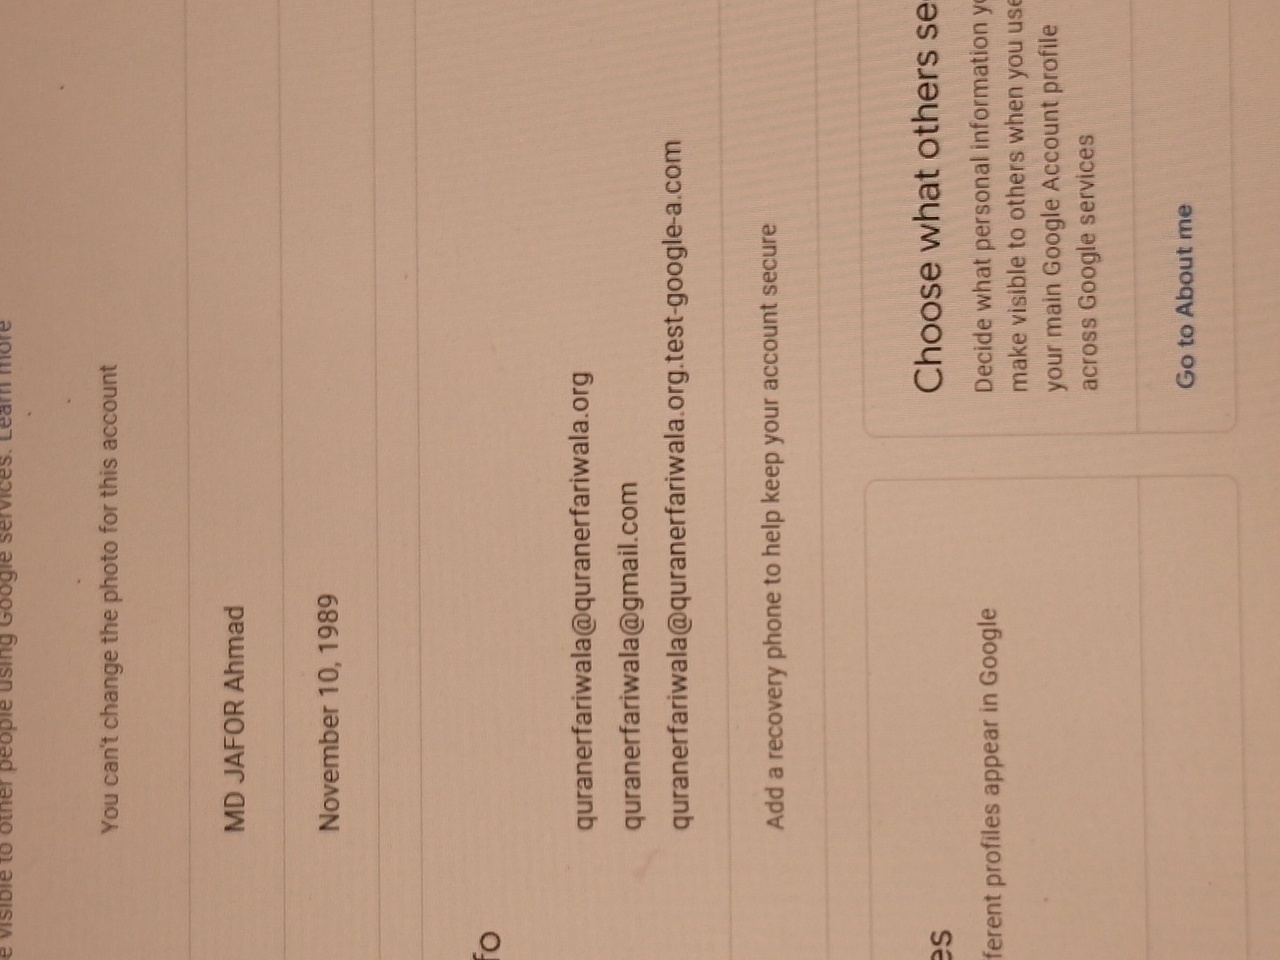 e visible to other people using Google services. Learn more
You can't change the photo for this account
MD JAFOR Ahmad
November 10, 1989
fo
quranerfariwala@quranerfariwala.org
quranerfariwala@gmail.com
quranerfariwala@quranerfariwala.org.test-google-a.com
Add a recovery phone to help keep your account secure
es
fferent profiles appear in Google
Choose what others se
Decide what personal information yo
make visible to others when you use
your main Google Account profile
across Google services
Go to About me